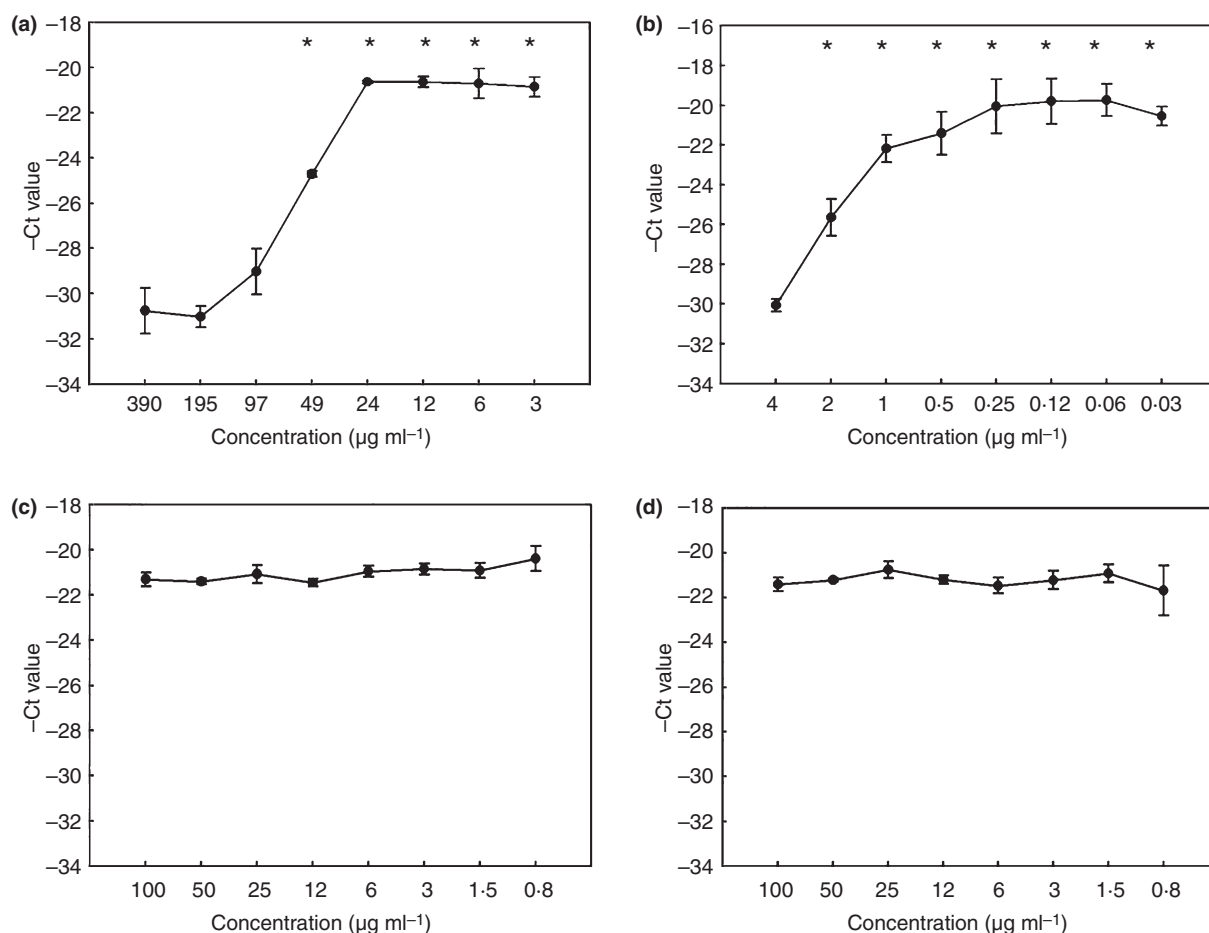 (a)
−18
−20
−22
−24
−26
−28
−30
−32
−34
−Ct value
* * * * *
390 195 97 49 24 12 6 3
Concentration (µg ml–1)
(b)
−16
−18
−20
−22
−24
−26
−28
−30
−32
−34
−Ct value
* * * * * * *
4 2 1 0·5 0·25 0·12 0·06 0·03
Concentration (µg ml–1)
(c)
−18
−20
−22
−24
−26
−28
−30
−32
−34
−Ct value
100 50 25 12 6 3 1·5 0·8
Concentration (µg ml–1)
(d)
−18
−20
−22
−24
−26
−28
−30
−32
−34
−Ct value
100 50 25 12 6 3 1·5 0·8
Concentration (µg ml–1)